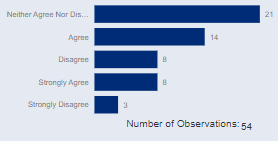 Neither Agree Nor Dis... 21
Agree 14
Disagree 8
Strongly Agree 8
Strongly Disagree 3
Number of Observations: 54